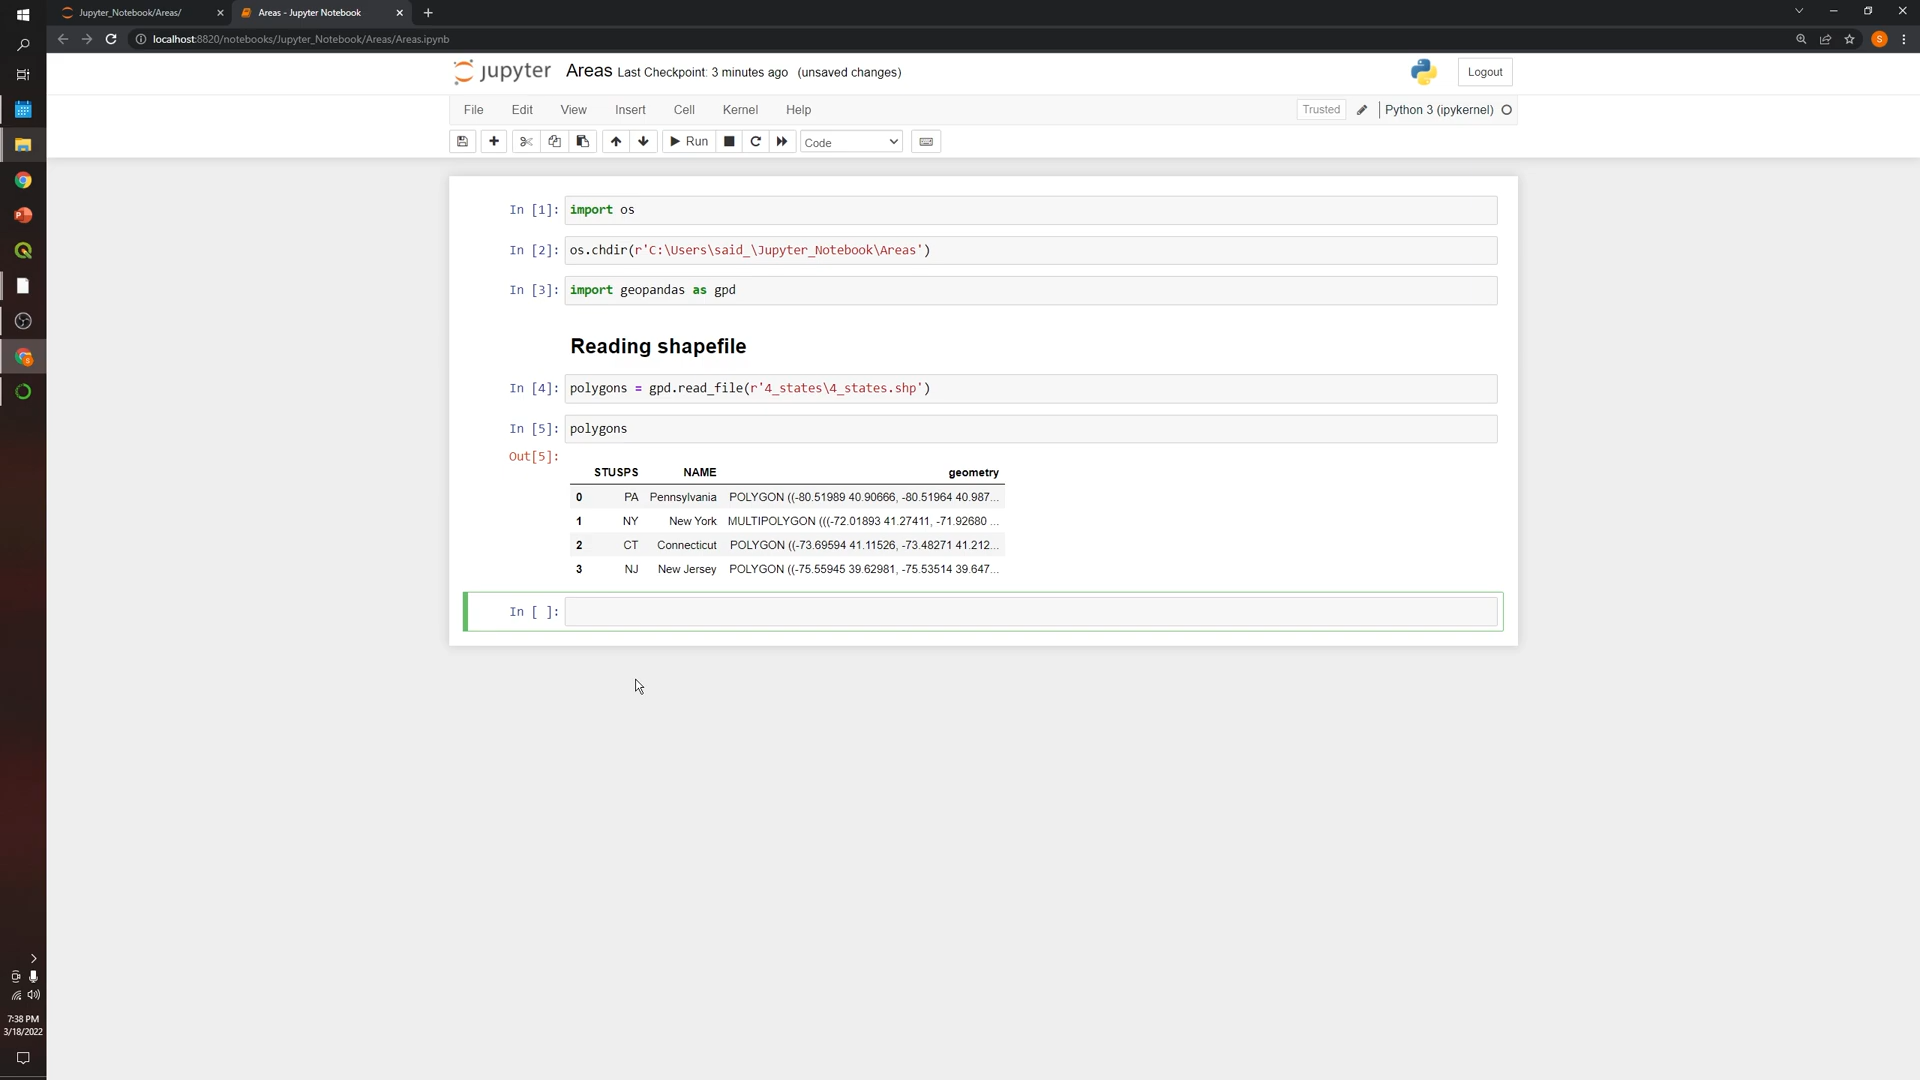 Jupyter_Notebook/Areas/
Areas - Jupyter Notebook
localhost:8820/notebooks/Jupyter_Notebook/Areas/Areas.ipynb
S
jupyter Areas Last Checkpoint: 3 minutes ago (unsaved changes)
Logout
File Edit View Insert Cell Kernel Help
Trusted Python 3 (ipykernel)
Run Code
In [1]: import os
In [2]: os.chdir(r'C:\Users\said_\Jupyter_Notebook\Areas')
In [3]: import geopandas as gpd
Reading shapefile
In [4]: polygons = gpd.read_file(r'4_states\4_states.shp')
In [5]: polygons
Out[5]:
STUSPS NAME geometry
0 PA Pennsylvania POLYGON ((-80.51989 40.90666, -80.51964 40.987...
1 NY New York MULTIPOLYGON (((-72.01893 41.27411, -71.92680 ...
2 CT Connecticut POLYGON ((-73.69594 41.11526, -73.48271 41.212...
3 NJ New Jersey POLYGON ((-75.55945 39.62981, -75.53514 39.647...
In [ ]:
7:38 PM
3/18/2022